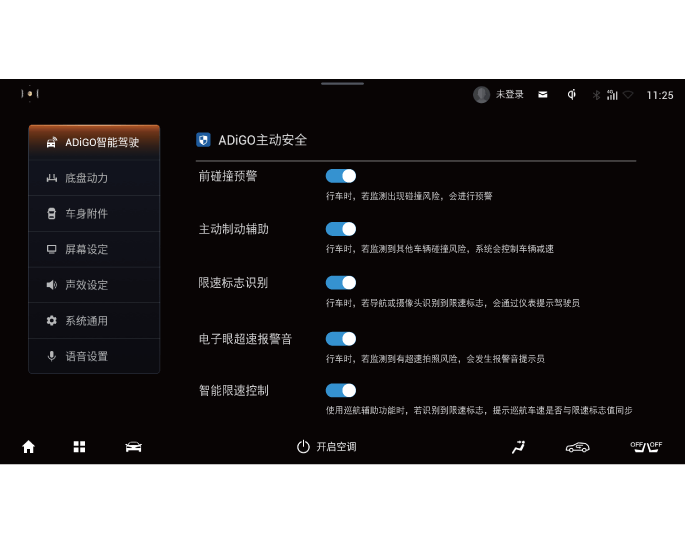 未登录 4G 11:25
ADiGO智能驾驶
底盘动力
车身附件
屏幕设定
声效设定
系统通用
语音设置
ADiGO主动安全
前碰撞预警
行车时，若监测出现碰撞风险，会进行预警
主动制动辅助
行车时，若监测到其他车辆碰撞风险，系统会控制车辆减速
限速标志识别
行车时，若导航或摄像头识别到限速标志，会通过仪表提示驾驶员
电子眼超速报警音
行车时，若监测到有超速拍照风险，会发生报警音提示员
智能限速控制
使用巡航辅助功能时，若识别到限速标志，提示巡航车速是否与限速标志值同步
开启空调
OFF OFF